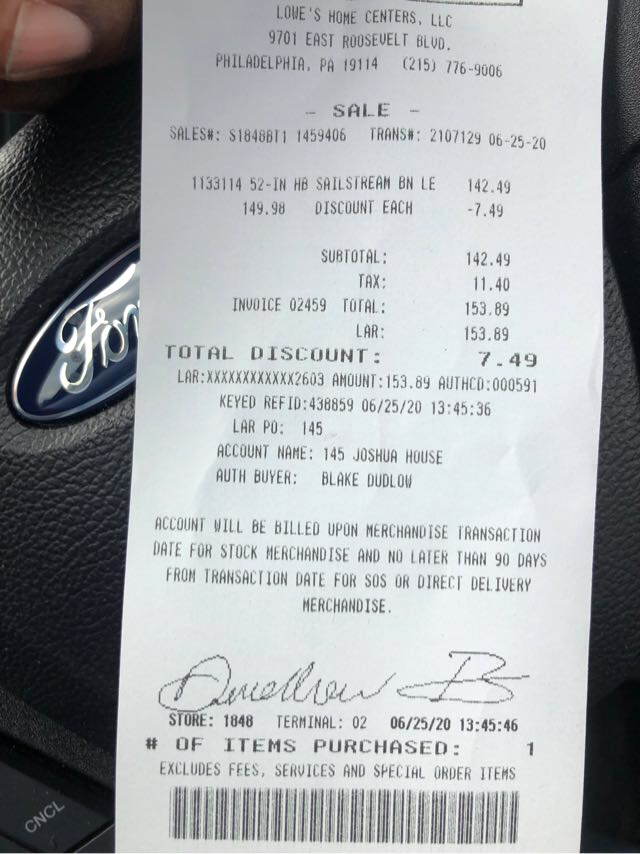 LOWE'S HOME CENTERS, LLC
9701 EAST ROOSEVELT BLVD.
PHILADELPHIA, PA 19114 (215) 776-9006
- SALE -
SALES#: S1848BT1 1459406 TRANS#: 2107129 06-25-20
1133114 52-IN HB SAILSTREAM BN LE 142.49
149.98 DISCOUNT EACH -7.49
SUBTOTAL: 142.49
TAX: 11.40
INVOICE 02459 TOTAL: 153.89
LAR: 153.89
TOTAL DISCOUNT: 7.49
LAR:XXXXXXXXXXXX2603 AMOUNT:153.89 AUTHCD:000591
KEYED REFID:438859 06/25/20 13:45:36
LAR PO: 145
ACCOUNT NAME: 145 JOSHUA HOUSE
AUTH BUYER: BLAKE DUDLOW
ACCOUNT WILL BE BILLED UPON MERCHANDISE TRANSACTION
DATE FOR STOCK MERCHANDISE AND NO LATER THAN 90 DAYS
FROM TRANSACTION DATE FOR SOS OR DIRECT DELIVERY
MERCHANDISE.
STORE: 1848 TERMINAL: 02 06/25/20 13:45:46
# OF ITEMS PURCHASED: 1
EXCLUDES FEES, SERVICES AND SPECIAL ORDER ITEMS
Ford
CNCL